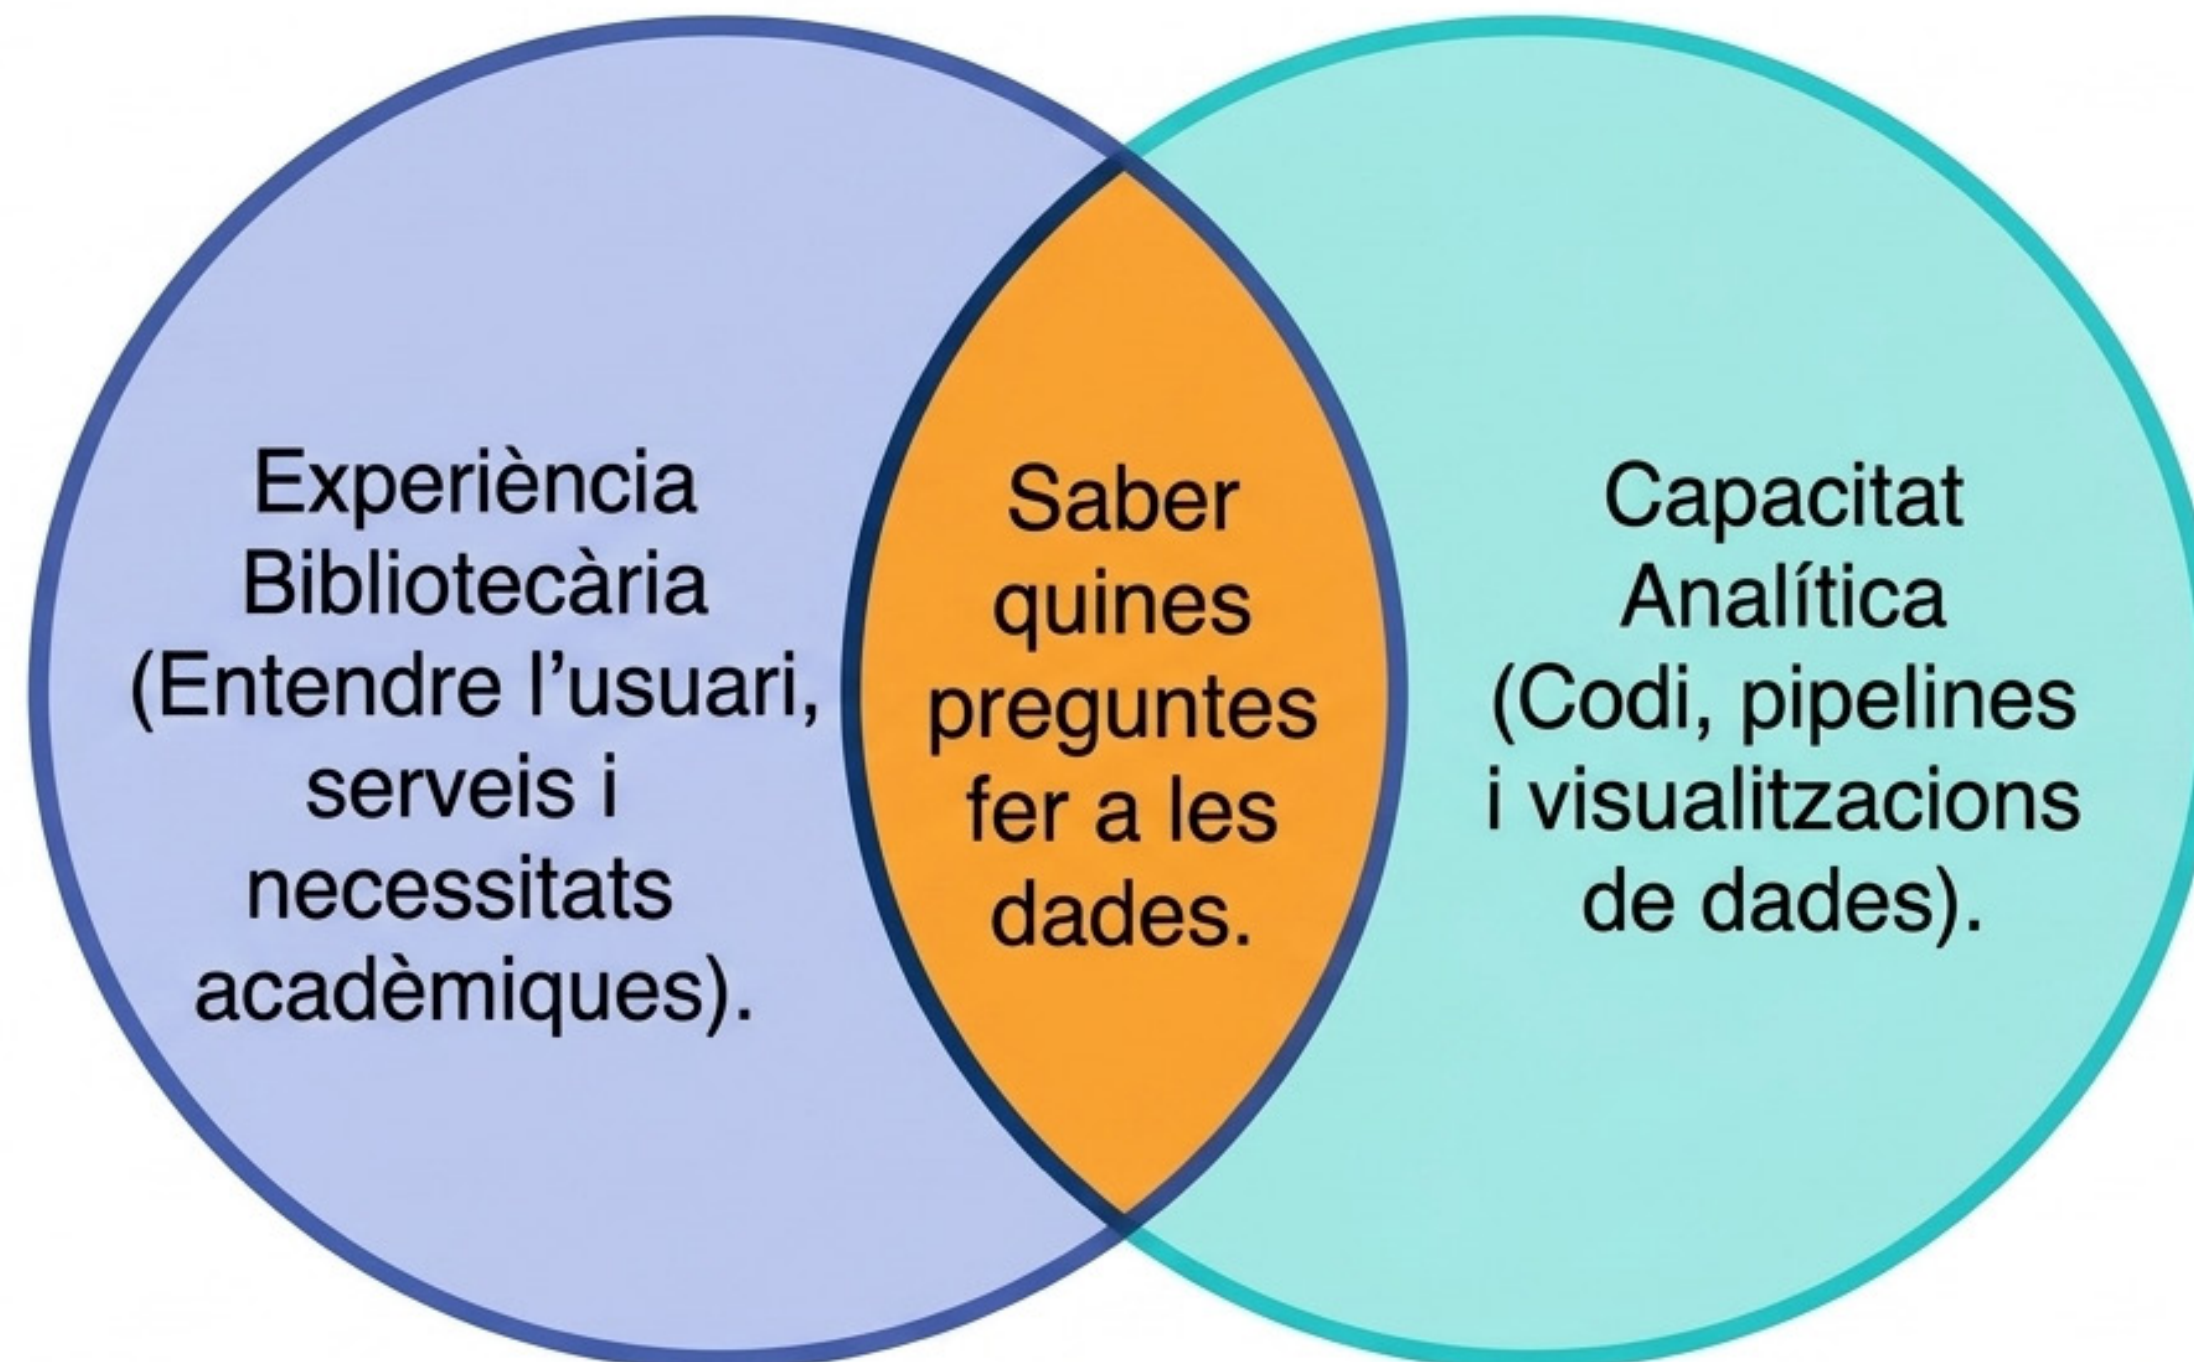 Experiència
Bibliotecària
(Entendre l’usuari,
serveis i
necessitats
acadèmiques).
Saber
quines
preguntes
fer a les
dades.
Capacitat
Analítica
(Codi, pipelines
i visualitzacions
de dades).